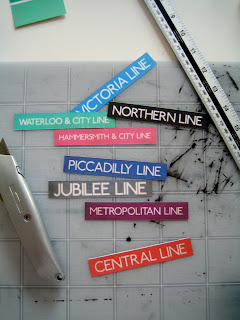 VICTORIA LINE
NORTHERN LINE
WATERLOO & CITY LINE
HAMMERSMITH & CITY LINE
PICCADILLY LINE
JUBILEE LINE
METROPOLITAN LINE
CENTRAL LINE